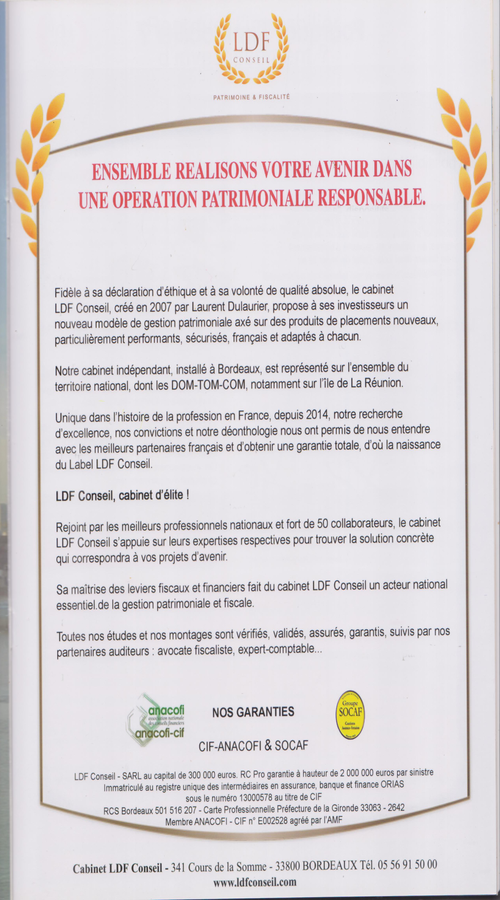 LDF
CONSEIL
PATRIMOINE & FISCALITÉ
ENSEMBLE REALISONS VOTRE AVENIR DANS
UNE OPERATION PATRIMONIALE RESPONSABLE.
Fidèle à sa déclaration d'éthique et à sa volonté de qualité absolue, le cabinet
LDF Conseil, créé en 2007 par Laurent Dulaurier, propose à ses investisseurs un
nouveau modèle de gestion patrimoniale axé sur des produits de placements nouveaux,
particulièrement performants, sécurisés, français et adaptés à chacun.
Notre cabinet indépendant, installé à Bordeaux, est représenté sur l'ensemble du
territoire national, dont les DOM-TOM-COM, notamment sur l'île de La Réunion.
Unique dans l'histoire de la profession en France, depuis 2014, notre recherche
d'excellence, nos convictions et notre déonthologie nous ont permis de nous entendre
avec les meilleurs partenaires français et d'obtenir une garantie totale, d'où la naissance
du Label LDF Conseil.
LDF Conseil, cabinet d'élite !
Rejoint par les meilleurs professionnels nationaux et fort de 50 collaborateurs, le cabinet
LDF Conseil s'appuie sur leurs expertises respectives pour trouver la solution concrète
qui correspondra à vos projets d'avenir.
Sa maîtrise des leviers fiscaux et financiers fait du cabinet LDF Conseil un acteur national
essentiel.de la gestion patrimoniale et fiscale.
Toutes nos études et nos montages sont vérifiés, validés, assurés, garantis, suivis par nos
partenaires auditeurs : avocate fiscaliste, expert-comptable...
anacofi
anacofi-cif
NOS GARANTIES
Groupe
SOCAF
CIF-ANACOFI & SOCAF
LDF Conseil - SARL au capital de 300 000 euros. RC Pro garantie à hauteur de 2 000 000 euros par sinistre
Immatriculé au registre unique des intermédiaires en assurance, banque et finance ORIAS
sous le numéro 13000578 au titre de CIF
RCS Bordeaux 501 516 207 - Carte Professionnelle Préfecture de la Gironde 33063 - 2642
Membre ANACOFI - CIF n° E002528 agréé par l'AMF
Cabinet LDF Conseil - 341 Cours de la Somme - 33800 BORDEAUX Tél. 05 56 91 50 00
www.ldfconseil.com